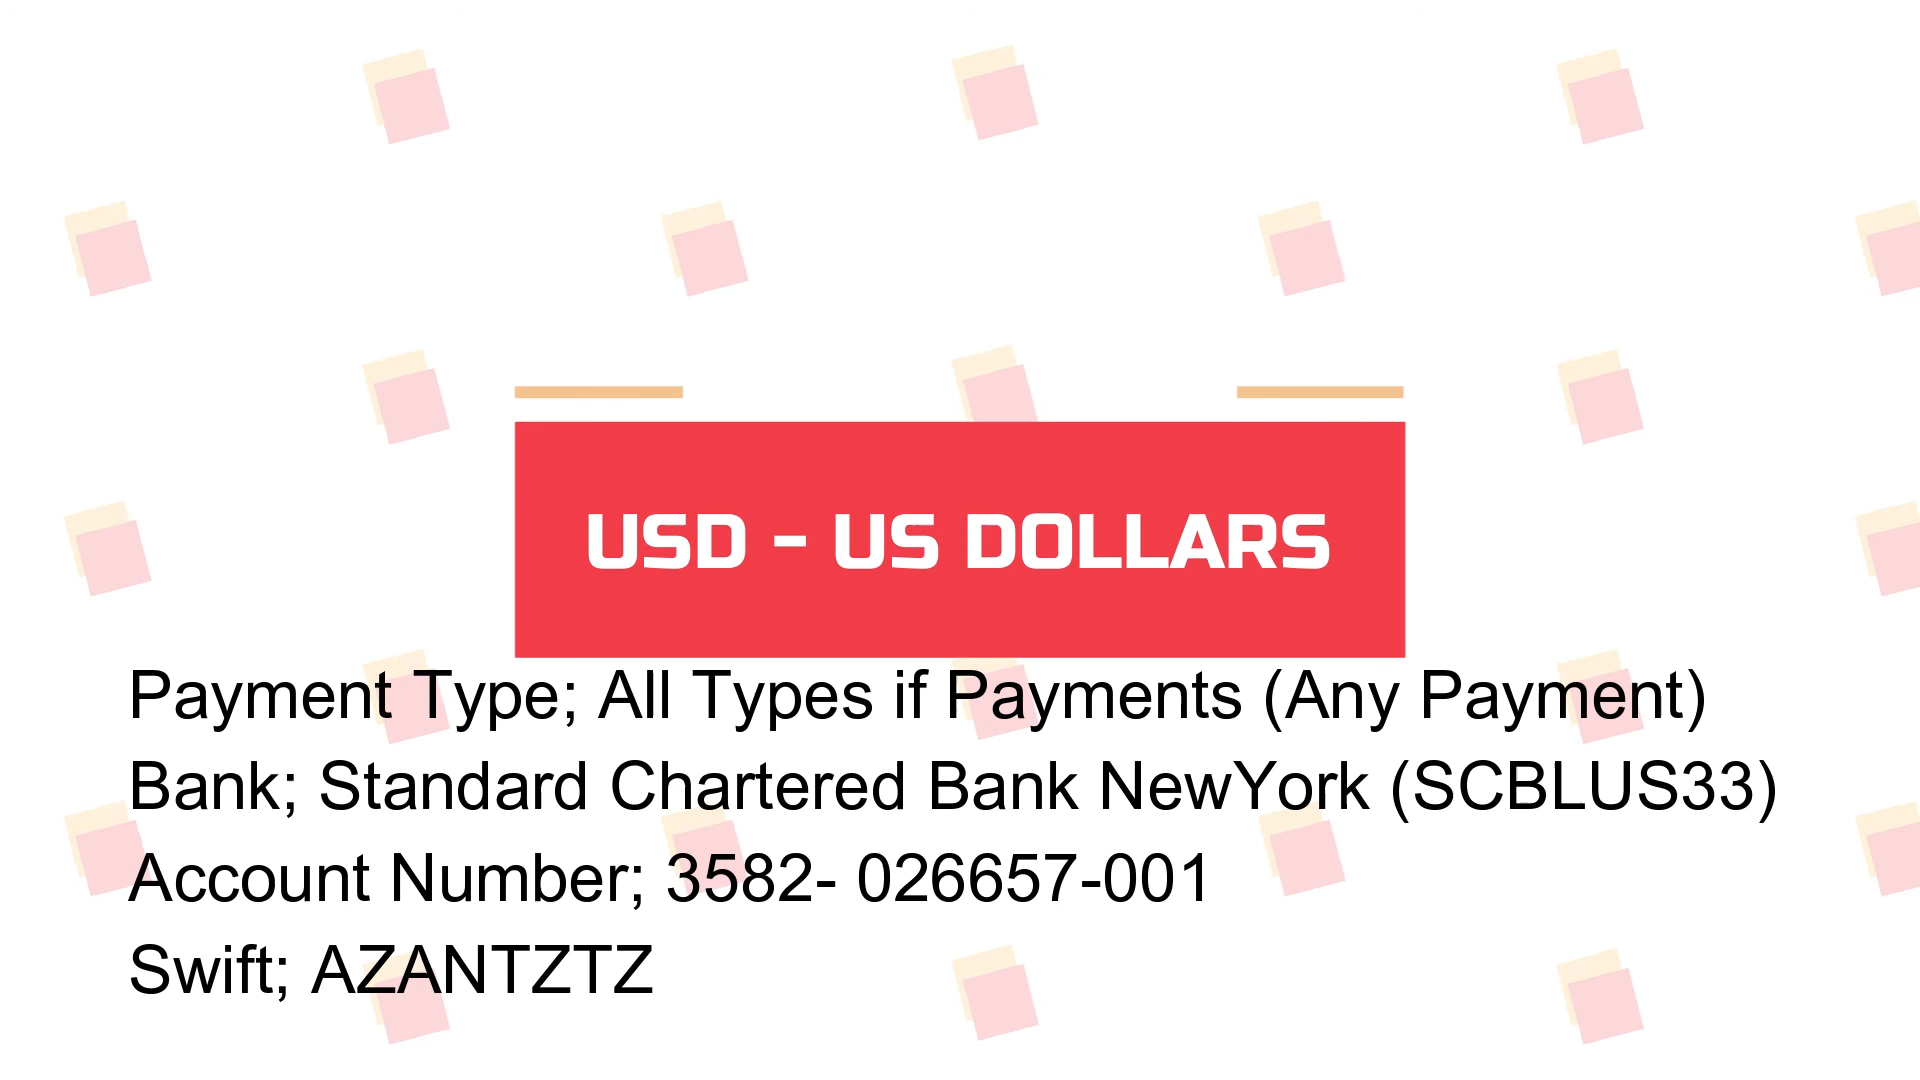 USD - US DOLLARS
Payment Type; All Types if Payments (Any Payment)
Bank; Standard Chartered Bank NewYork (SCBLUS33)
Account Number; 3582- 026657-001
Swift; AZANTZTZ